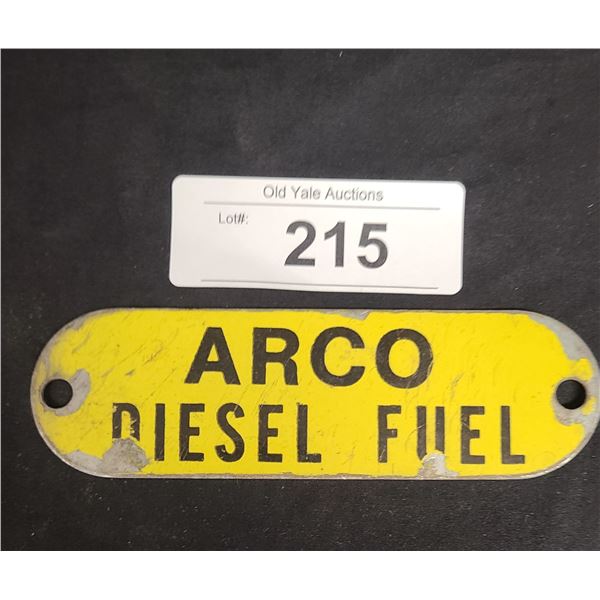 Old Yale Auctions
Lot#:
215
ARCO
DIESEL FUEL